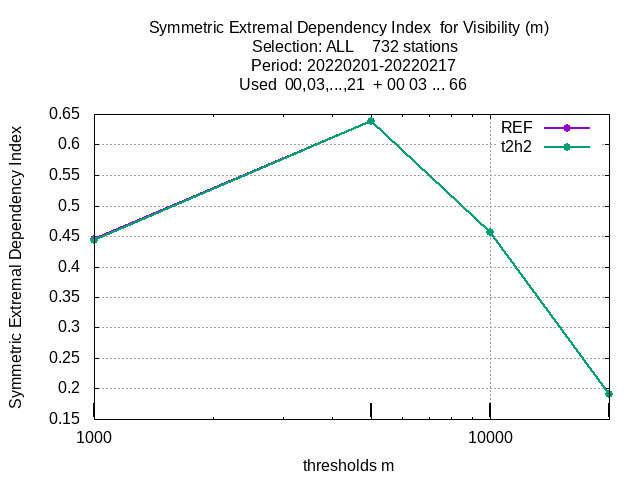 Symmetric Extremal Dependency Index  for Visibility (m)
Selection: ALL    732 stations
Period: 20220201-20220217
Used  00,03,...,21  + 00 03 ... 66
REF
t2h2
Symmetric Extremal Dependency Index
0.65
0.6
0.55
0.5
0.45
0.4
0.35
0.3
0.25
0.2
0.15
1000
10000
thresholds m